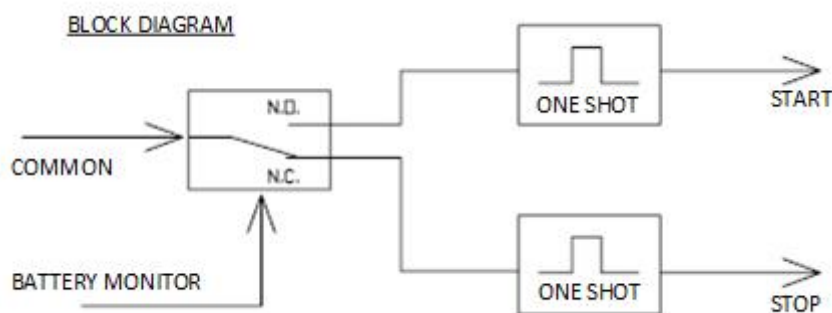 BLOCK DIAGRAM
N.O.
ONE SHOT
START
COMMON
N.C.
BATTERY MONITOR
ONE SHOT
STOP